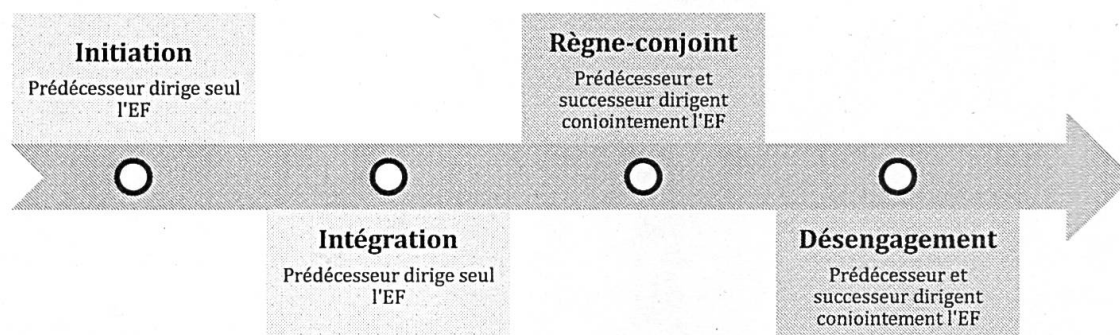 Initiation
Prédécesseur dirige seul
l'EF
Intégration
Prédécesseur dirige seul
l'EF
Règne-conjoint
Prédécesseur et
successeur dirigent
conjointement l'EF
Désengagement
Prédécesseur et
successeur dirigent
conjointement l'EF